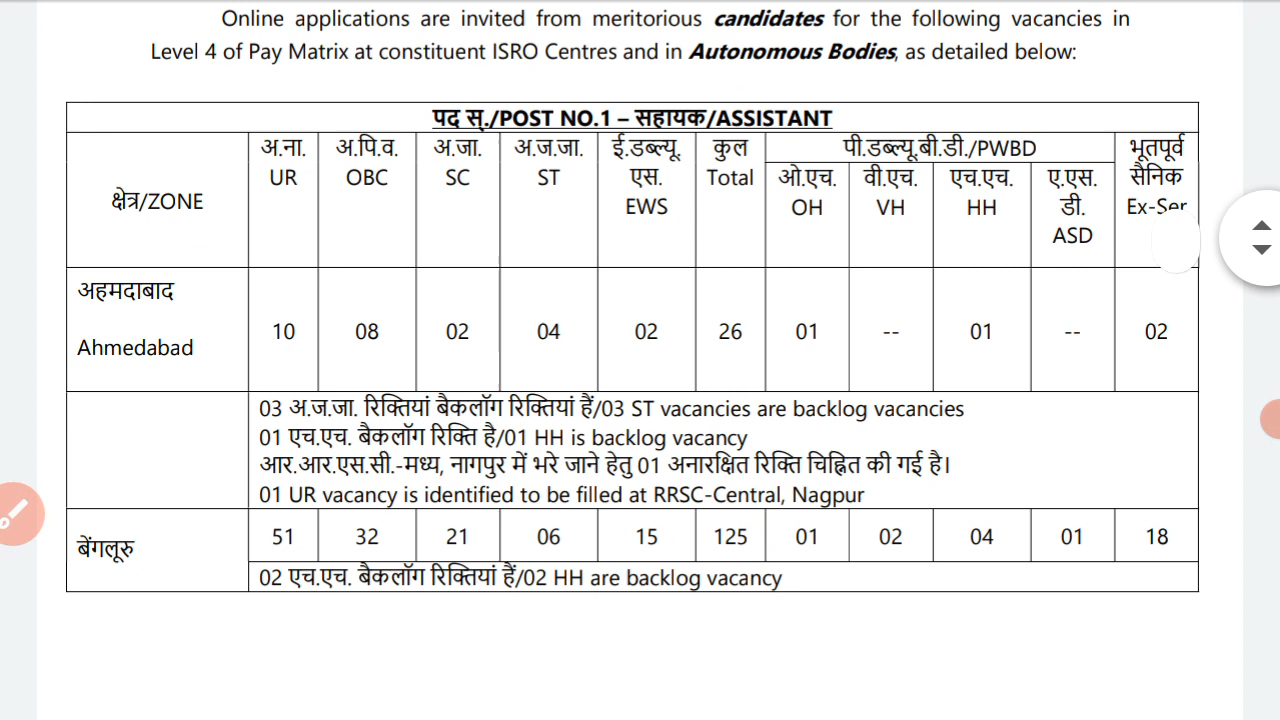 Online applications are invited from meritorious candidates for the following vacancies in
Level 4 of Pay Matrix at constituent ISRO Centres and in Autonomous Bodies, as detailed below:
पद स्./POST NO.1 – सहायक/ASSISTANT
क्षेत्र/ZONE
अ.ना.
UR
अ.पि.व.
OBC
अ.जा.
SC
अ.ज.जा.
ST
ई.डब्ल्यू.
एस.
EWS
कुल
Total
पी.डब्ल्यू.बी.डी./PWBD
ओ.एच.
OH
वी.एच.
VH
एच.एच.
HH
ए.एस.
डी.
ASD
भूतपूर्व
सैनिक
Ex-Ser
अहमदाबाद
Ahmedabad
10 08 02 04 02 26 01 -- 01 -- 02
03 अ.ज.जा. रिक्तियां बैकलॉग रिक्तियां हैं/03 ST vacancies are backlog vacancies
01 एच.एच. बैकलॉग रिक्ति है/01 HH is backlog vacancy
आर.आर.एस.सी.-मध्य, नागपुर में भरे जाने हेतु 01 अनारक्षित रिक्ति चिह्नित की गई है।
01 UR vacancy is identified to be filled at RRSC-Central, Nagpur
बेंगलूरु
51 32 21 06 15 125 01 02 04 01 18
02 एच.एच. बैकलॉग रिक्तियां हैं/02 HH are backlog vacancy